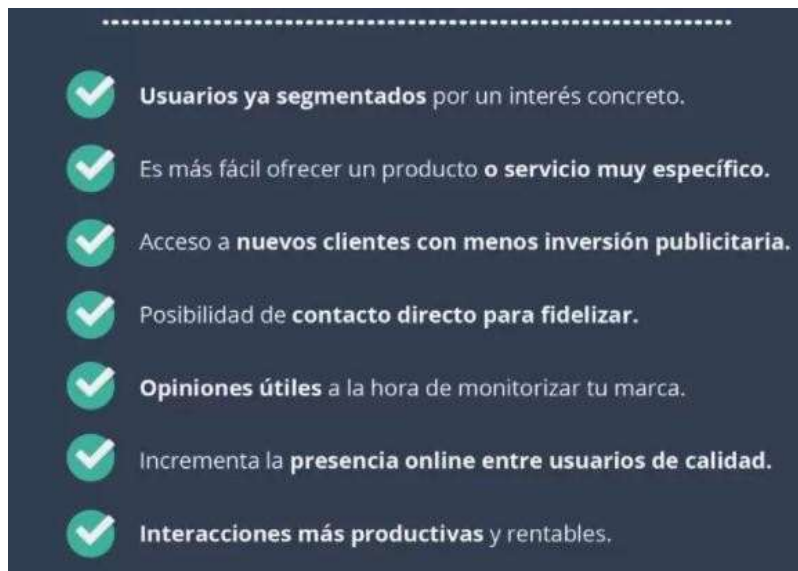 Usuarios ya segmentados por un interés concreto.
Es más fácil ofrecer un producto o servicio muy específico.
Acceso a nuevos clientes con menos inversión publicitaria.
Posibilidad de contacto directo para fidelizar.
Opiniones útiles a la hora de monitorizar tu marca.
Incrementa la presencia online entre usuarios de calidad.
Interacciones más productivas y rentables.